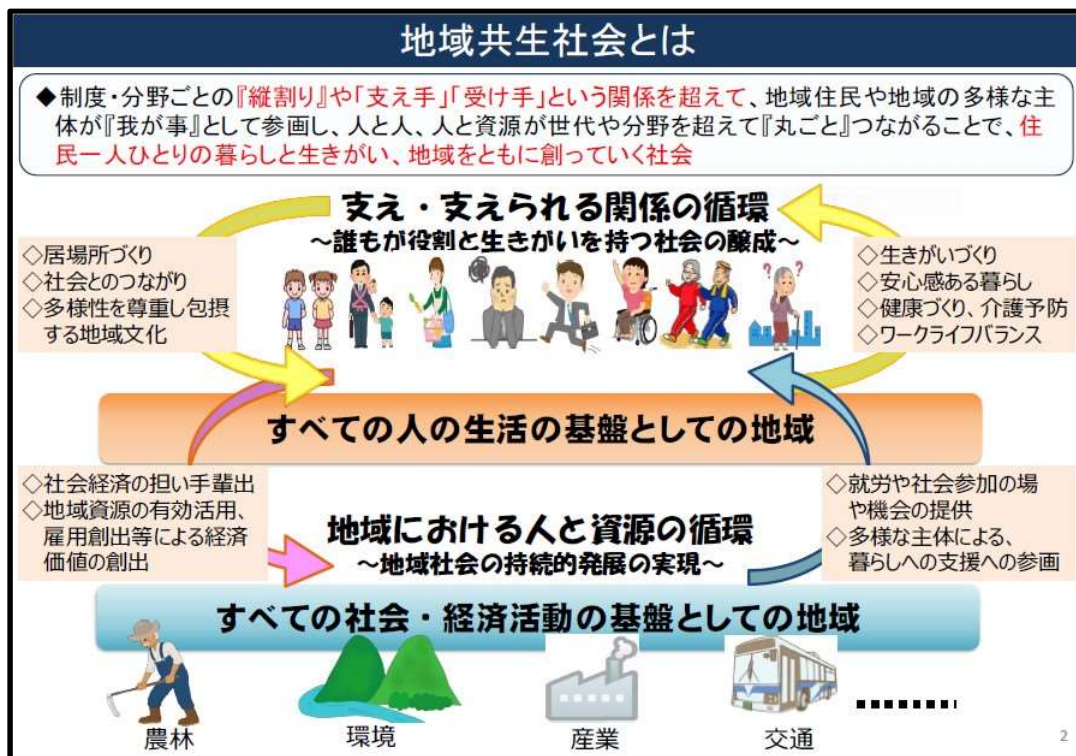 地域共生社会とは
◆制度・分野ごとの『縦割り』や「支え手」「受け手」という関係を超えて、地域住民や地域の多様な主
体が『我が事』として参画し、人と人、人と資源が世代や分野を超えて『丸ごと』つながることで、住
民一人ひとりの暮らしと生きがい、地域をともに創っていく社会
支え・支えられる関係の循環
～誰もが役割と生きがいを持つ社会の醸成～
◇居場所づくり
◇社会とのつながり
◇多様性を尊重し包摂
する地域文化
◇生きがいづくり
◇安心感ある暮らし
◇健康づくり、介護予防
◇ワークライフバランス
? ?
すべての人の生活の基盤としての地域
◇社会経済の担い手輩出
◇地域資源の有効活用、
雇用創出等による経済
価値の創出
地域における人と資源の循環
～地域社会の持続的発展の実現～
◇就労や社会参加の場
や機会の提供
◇多様な主体による、
暮らしへの支援への参画
すべての社会・経済活動の基盤としての地域
農林
環境
産業
交通
2